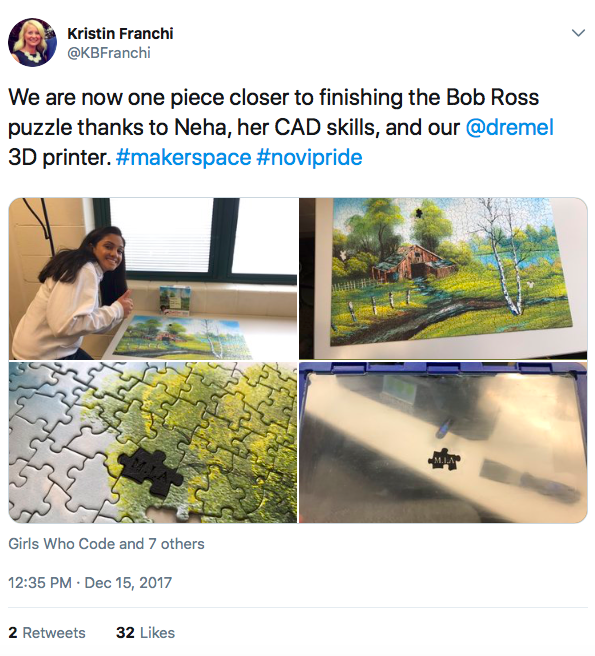 Kristin Franchi
@KBFranchi
We are now one piece closer to finishing the Bob Ross
puzzle thanks to Neha, her CAD skills, and our @dremel
3D printer. #makerspace #novipride
M.I.A
M.I.A
Girls Who Code and 7 others
12:35 PM · Dec 15, 2017
2 Retweets 32 Likes